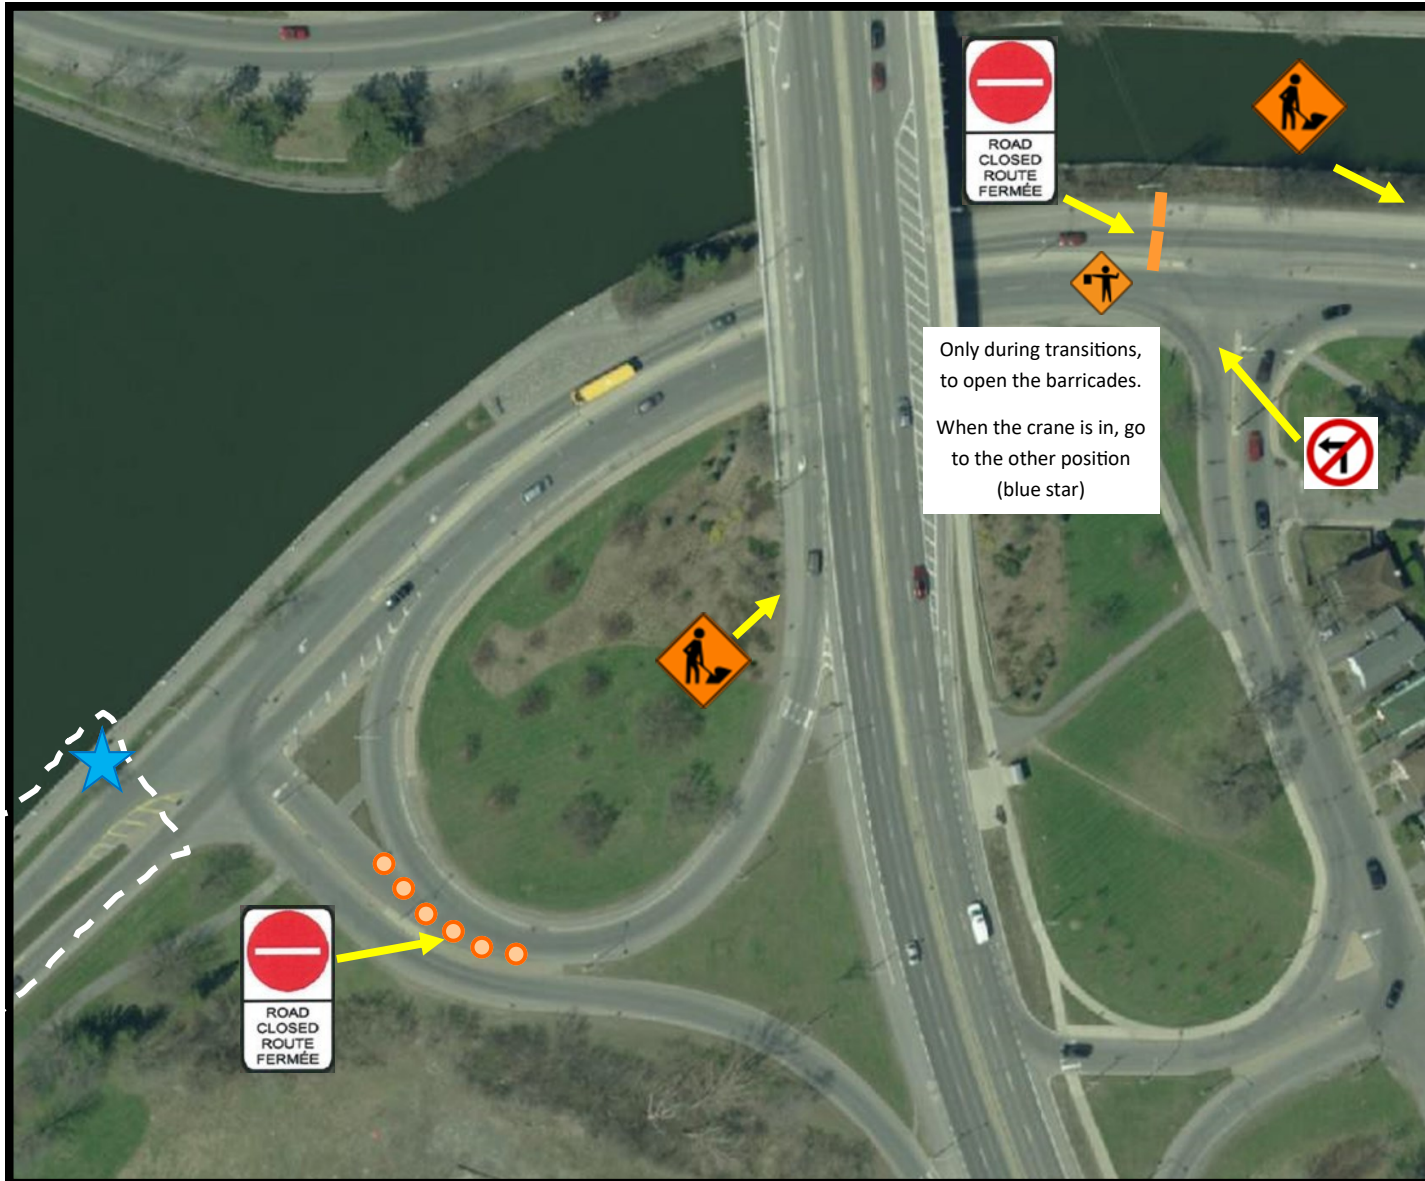 ROAD
CLOSED
ROUTE
FERMÉE
Only during transitions,
to open the barricades.
When the crane is in, go
to the other position
(blue star)
ROAD
CLOSED
ROUTE
FERMÉE